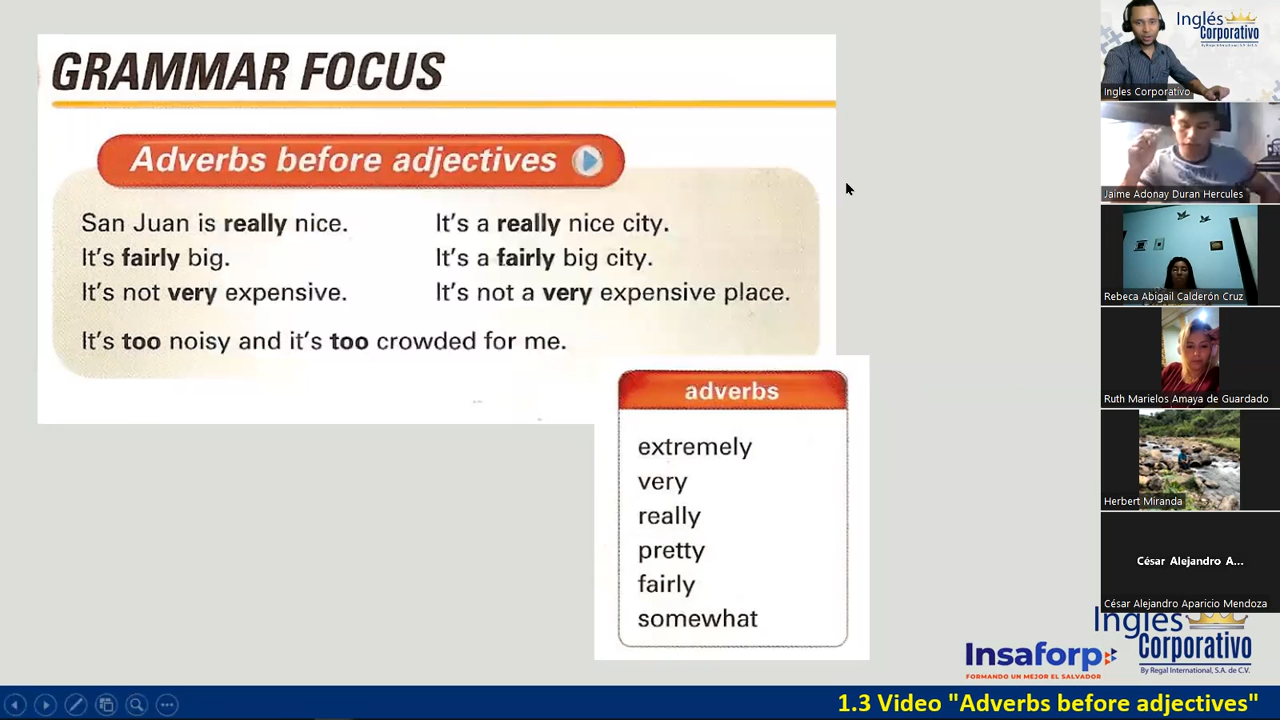 GRAMMAR FOCUS
Adverbs before adjectives
San Juan is really nice.
It's a really nice city.
It's fairly big.
It's a fairly big city.
It's not very expensive.
It's not a very expensive place.
It's too noisy and it's too crowded for me.
adverbs
extremely
very
really
pretty
fairly
somewhat
Inglés
Corporativo
By Regal International, S.A. de C.V.
Ingles Corporativo
Jaime Adonay Duran Hercules
Rebeca Abigail Calderón Cruz
Ruth Marielos Amaya de Guardado
Herbert Miranda
César Alejandro A...
César Alejandro Aparicio Mendoza
Inglés
Corporativo
By Regal International, S.A. de C.V.
Insaforp
FORMANDO UN MEJOR EL SALVADOR
1.3 Video "Adverbs before adjectives"